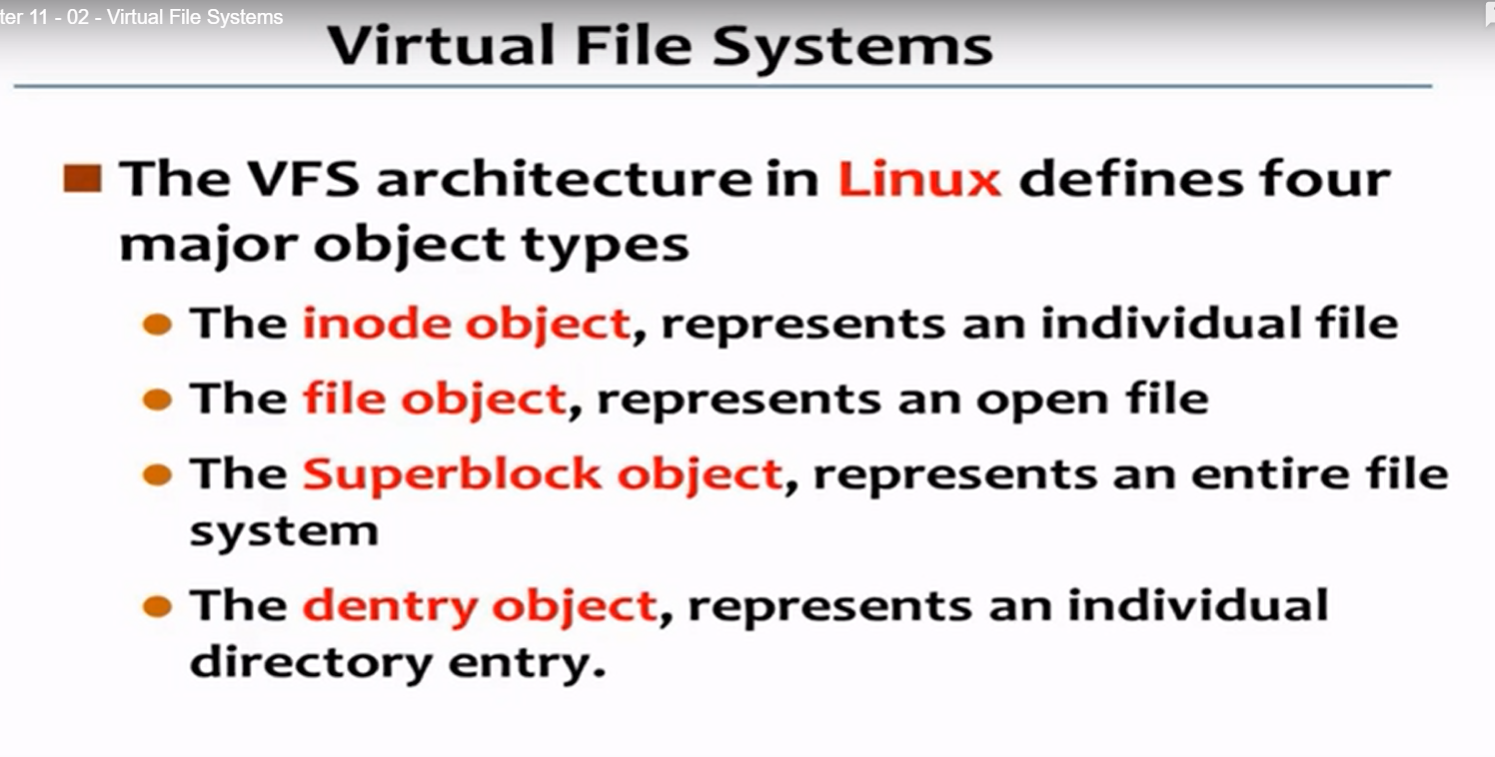 ter 11 - 02 - Virtual File Systems
Virtual File Systems
The VFS architecture in Linux defines four
major object types
The inode object, represents an individual file
The file object, represents an open file
The Superblock object, represents an entire file
system
The dentry object, represents an individual
directory entry.